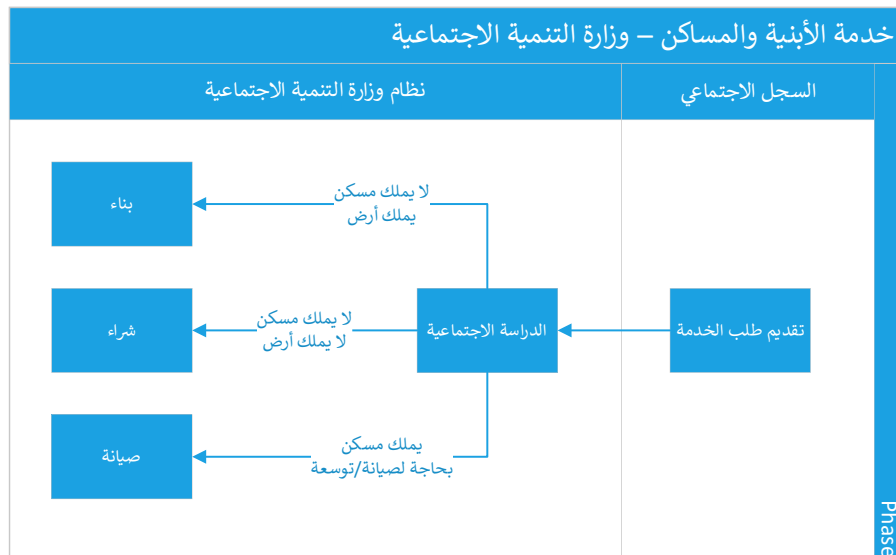 خدمة الأبنية والمساكن – وزارة التنمية الاجتماعية
السجل الاجتماعي
نظام وزارة التنمية الاجتماعية
تقديم طلب الخدمة
الدراسة الاجتماعية
لا يملك مسكن
يملك أرض
بناء
لا يملك مسكن
لا يملك أرض
شراء
يملك مسكن
بحاجة لصيانة/توسعة
صيانة
Phase